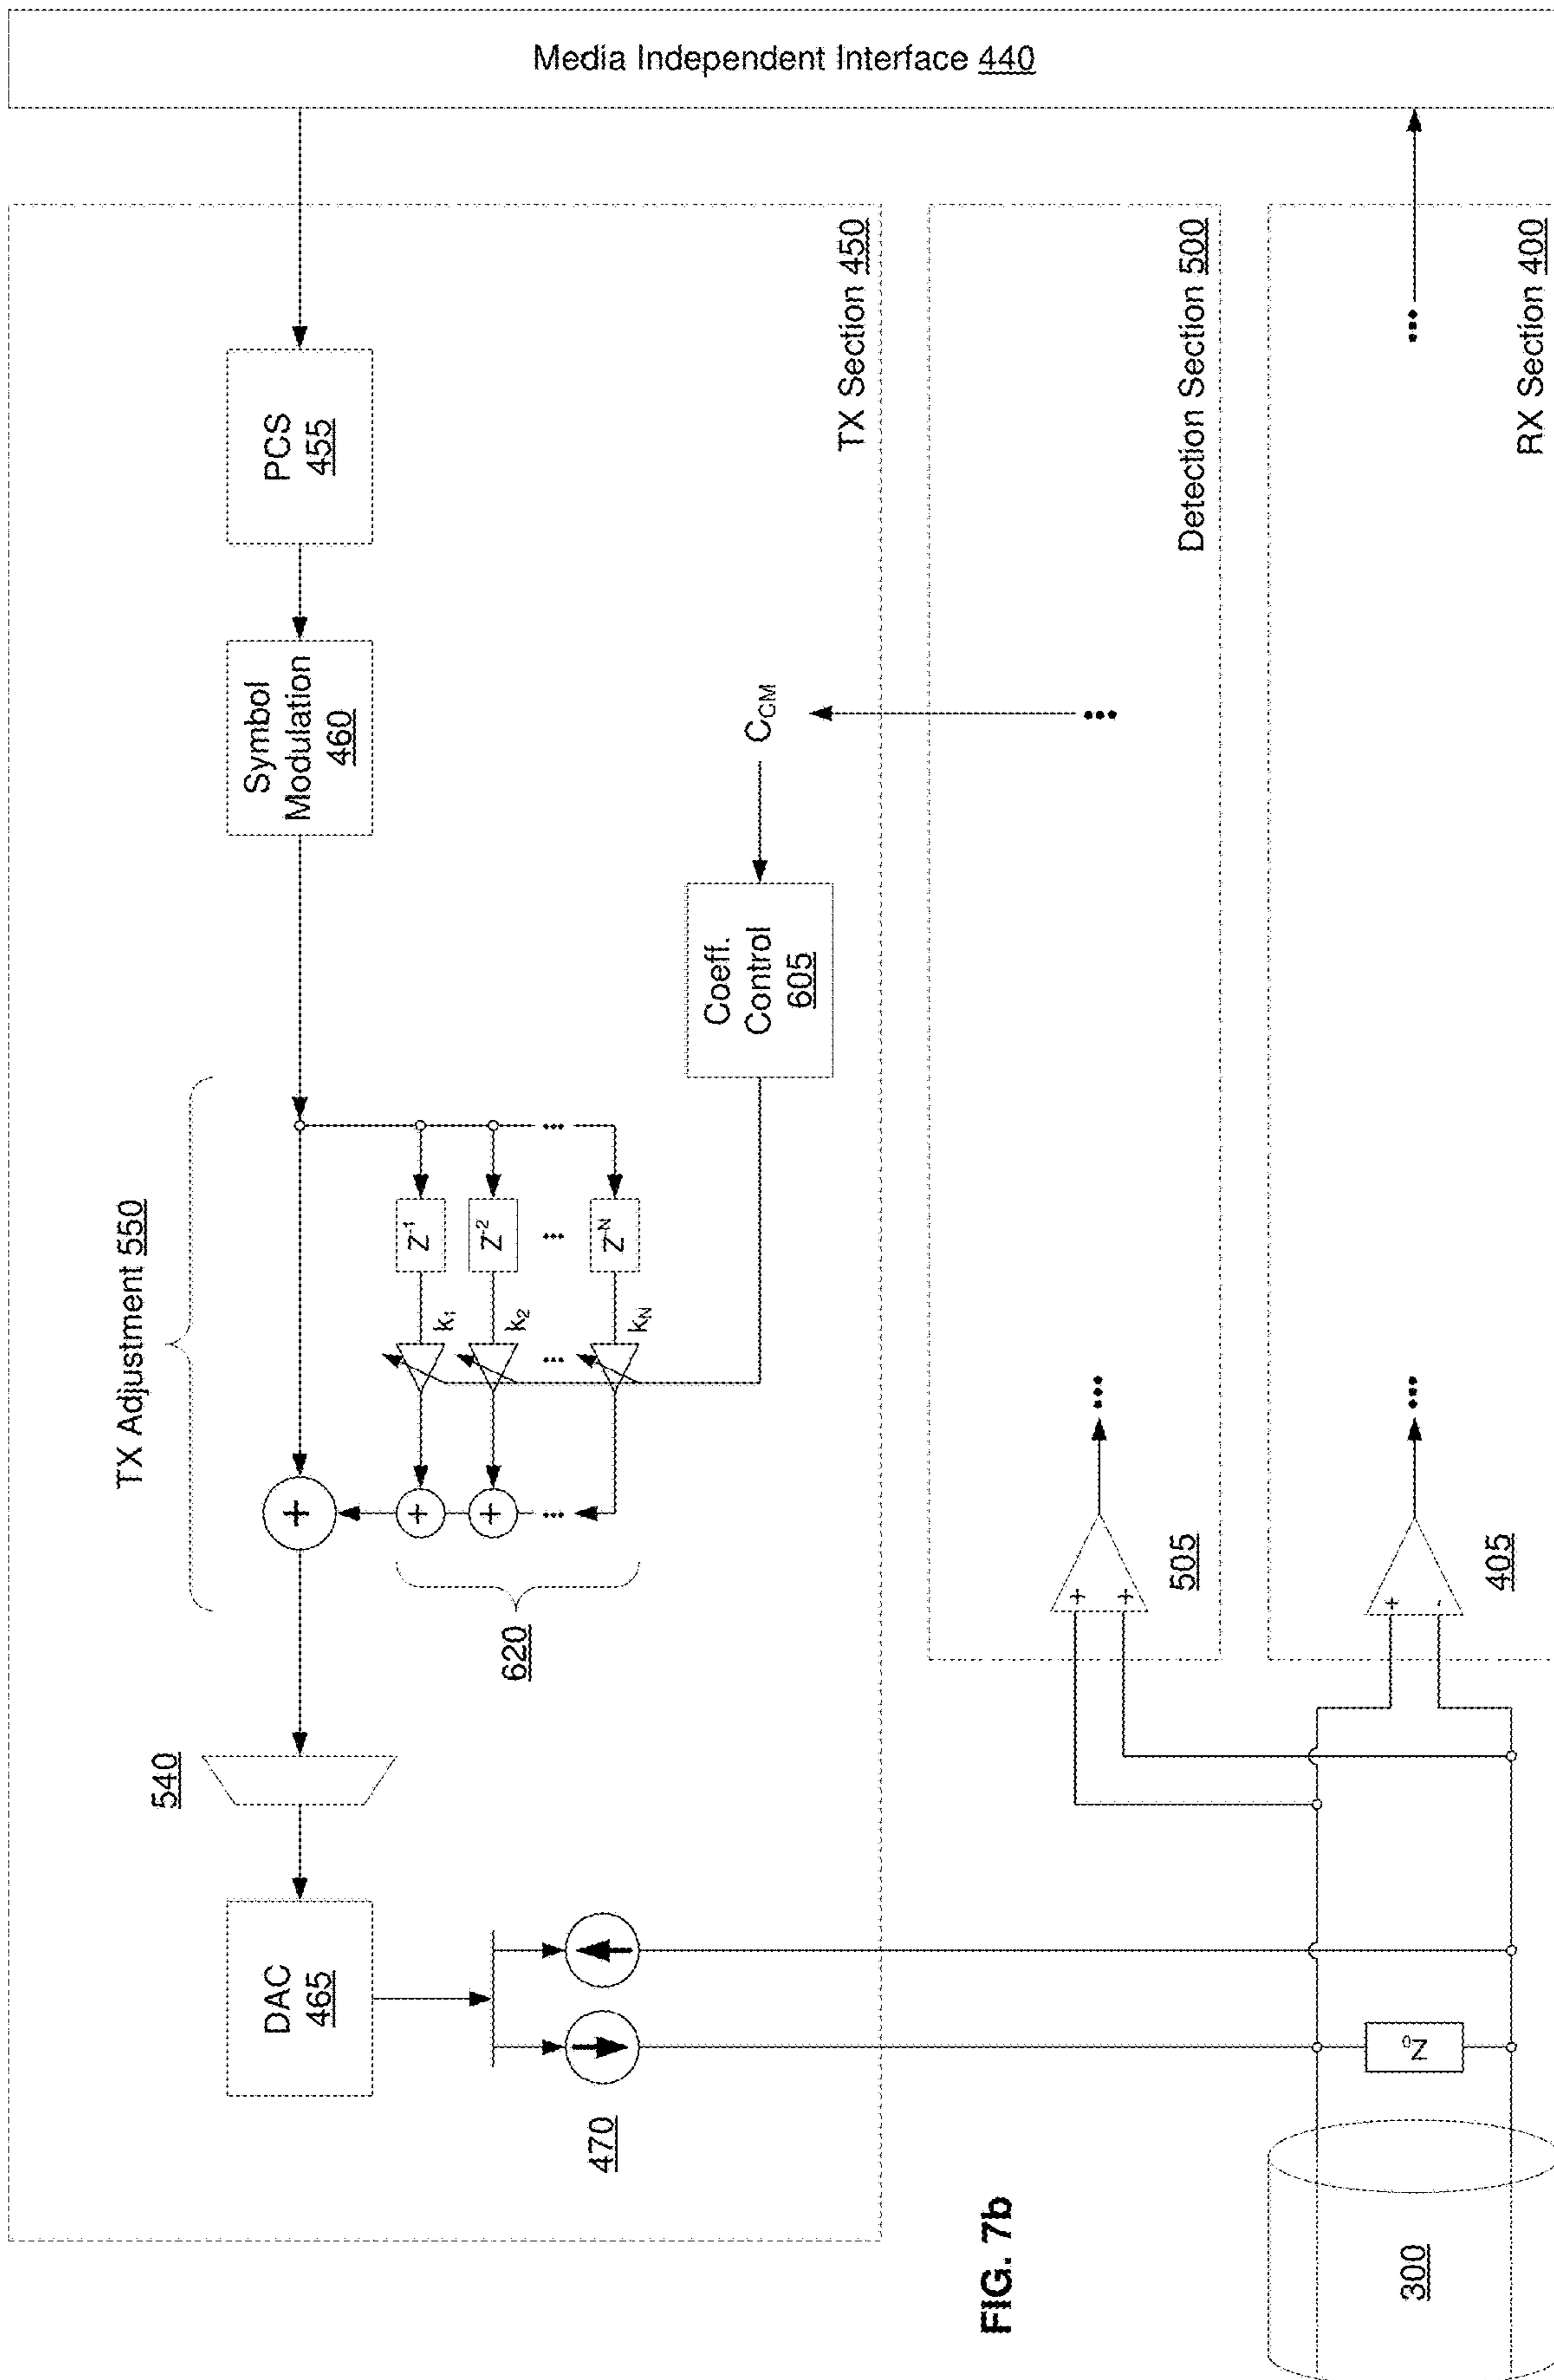 Media Independent Interface 440
TX Section 450
PCS
455
Symbol
Modulation
460
TX Adjustment 550
Z-1
Z-2
...
Z-N
k1
k2
...
kN
+
+
+
...
...
620
Coeff.
Control
605
CCM
540
DAC
465
470
Detection Section 500
...
+
+
505
...
RX Section 400
...
+
-
405
...
Z0
300
FIG. 7b